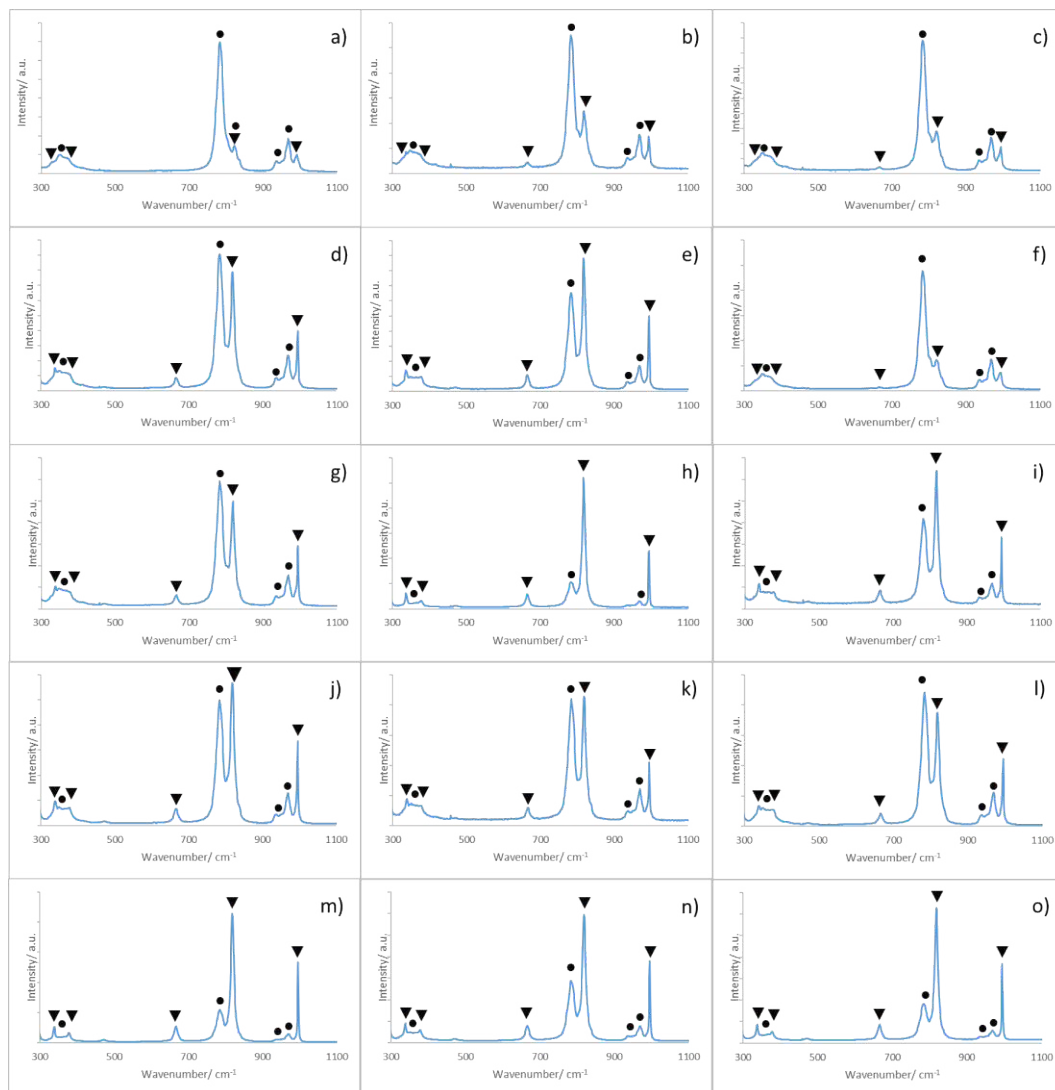 a)
Intensity/ a.u.
300 500 700 900 1100
Wavenumber/ cm⁻¹
b)
Intensity/ a.u.
300 500 700 900 1100
Wavenumber/ cm⁻¹
c)
Intensity/ a.u.
300 500 700 900 1100
Wavenumber/ cm⁻¹
d)
Intensity/ a.u.
300 500 700 900 1100
Wavenumber/ cm⁻¹
e)
Intensity/ a.u.
300 500 700 900 1100
Wavenumber/ cm⁻¹
f)
Intensity/ a.u.
300 500 700 900 1100
Wavenumber/ cm⁻¹
g)
Intensity/ a.u.
300 500 700 900 1100
Wavenumber/ cm⁻¹
h)
Intensity/ a.u.
300 500 700 900 1100
Wavenumber/ cm⁻¹
i)
Intensity/ a.u.
300 500 700 900 1100
Wavenumber/ cm⁻¹
j)
Intensity/ a.u.
300 500 700 900 1100
Wavenumber/ cm⁻¹
k)
Intensity/ a.u.
300 500 700 900 1100
Wavenumber/ cm⁻¹
l)
Intensity/ a.u.
300 500 700 900 1100
Wavenumber/ cm⁻¹
m)
Intensity/ a.u.
300 500 700 900 1100
Wavenumber/ cm⁻¹
n)
Intensity/ a.u.
300 500 700 900 1100
Wavenumber/ cm⁻¹
o)
Intensity/ a.u.
300 500 700 900 1100
Wavenumber/ cm⁻¹